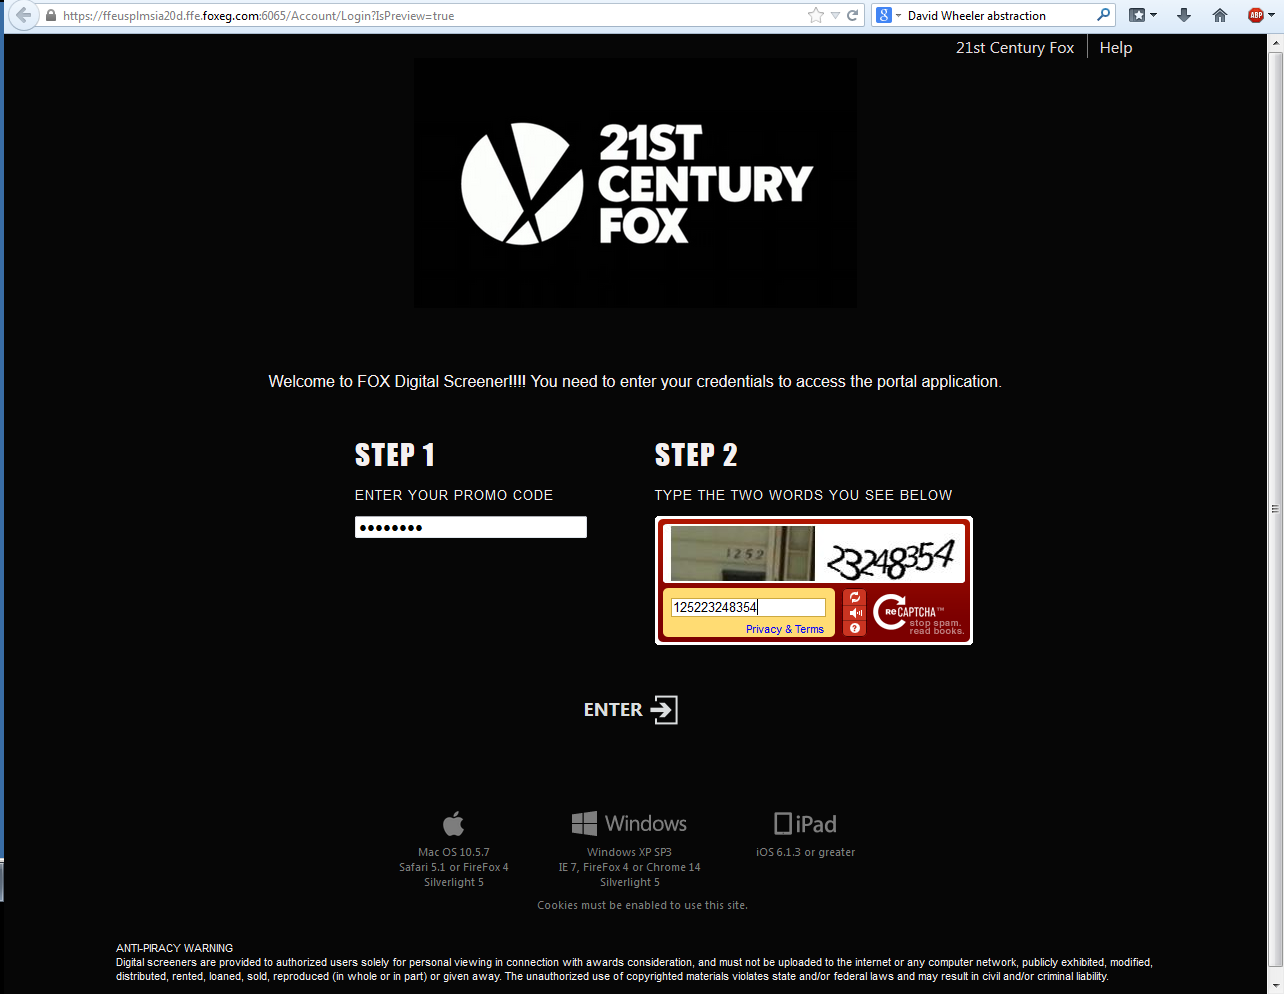 https://ffeusplmsia20d.ffe.foxeg.com:6065/Account/Login?IsPreview=true
8
David Wheeler abstraction
ABP
21st Century Fox
Help
21ST
CENTURY
FOX
Welcome to FOX Digital Screener!!!! You need to enter your credentials to access the portal application.
STEP 1
ENTER YOUR PROMO CODE
••••••••
STEP 2
TYPE THE TWO WORDS YOU SEE BELOW
1252
23248354
125223248354
Privacy & Terms
?
reCAPTCHA™
stop spam.
read books.
ENTER
Mac OS 10.5.7
Safari 5.1 or FireFox 4
Silverlight 5
Windows
Windows XP SP3
IE 7, FireFox 4 or Chrome 14
Silverlight 5
iPad
iOS 6.1.3 or greater
Cookies must be enabled to use this site.
ANTI-PIRACY WARNING
Digital screeners are provided to authorized users solely for personal viewing in connection with awards consideration, and must not be uploaded to the internet or any computer network, publicly exhibited, modified,
distributed, rented, loaned, sold, reproduced (in whole or in part) or given away. The unauthorized use of copyrighted materials violates state and/or federal laws and may result in civil and/or criminal liability.